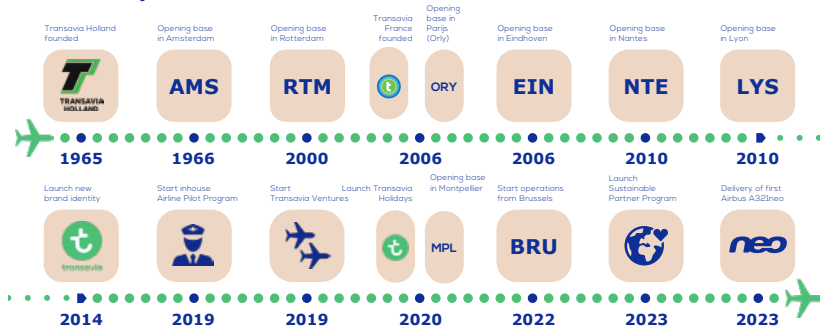 Transavia Holland
founded
Opening base
in Amsterdam
Opening base
in Rotterdam
Transavia
France
founded
Opening
base in
Parijs
(Orly)
Opening base
in Eindhoven
Opening base
in Nantes
Opening base
in Lyon
TRANSAVIA
HOLLAND
AMS
RTM
t
ORY
EIN
NTE
LYS
1965
1966
2000
2006
2006
2010
2010
Launch new
brand identity
Start inhouse
Airline Pilot Program
Start
Transavia Ventures
Launch Transavia
Holidays
Opening base
in Montpellier
Start operations
from Brussels
Launch
Sustainable
Partner Program
Delivery of first
Airbus A321neo
t
transavia
t
MPL
BRU
neo
2014
2019
2019
2020
2022
2023
2023